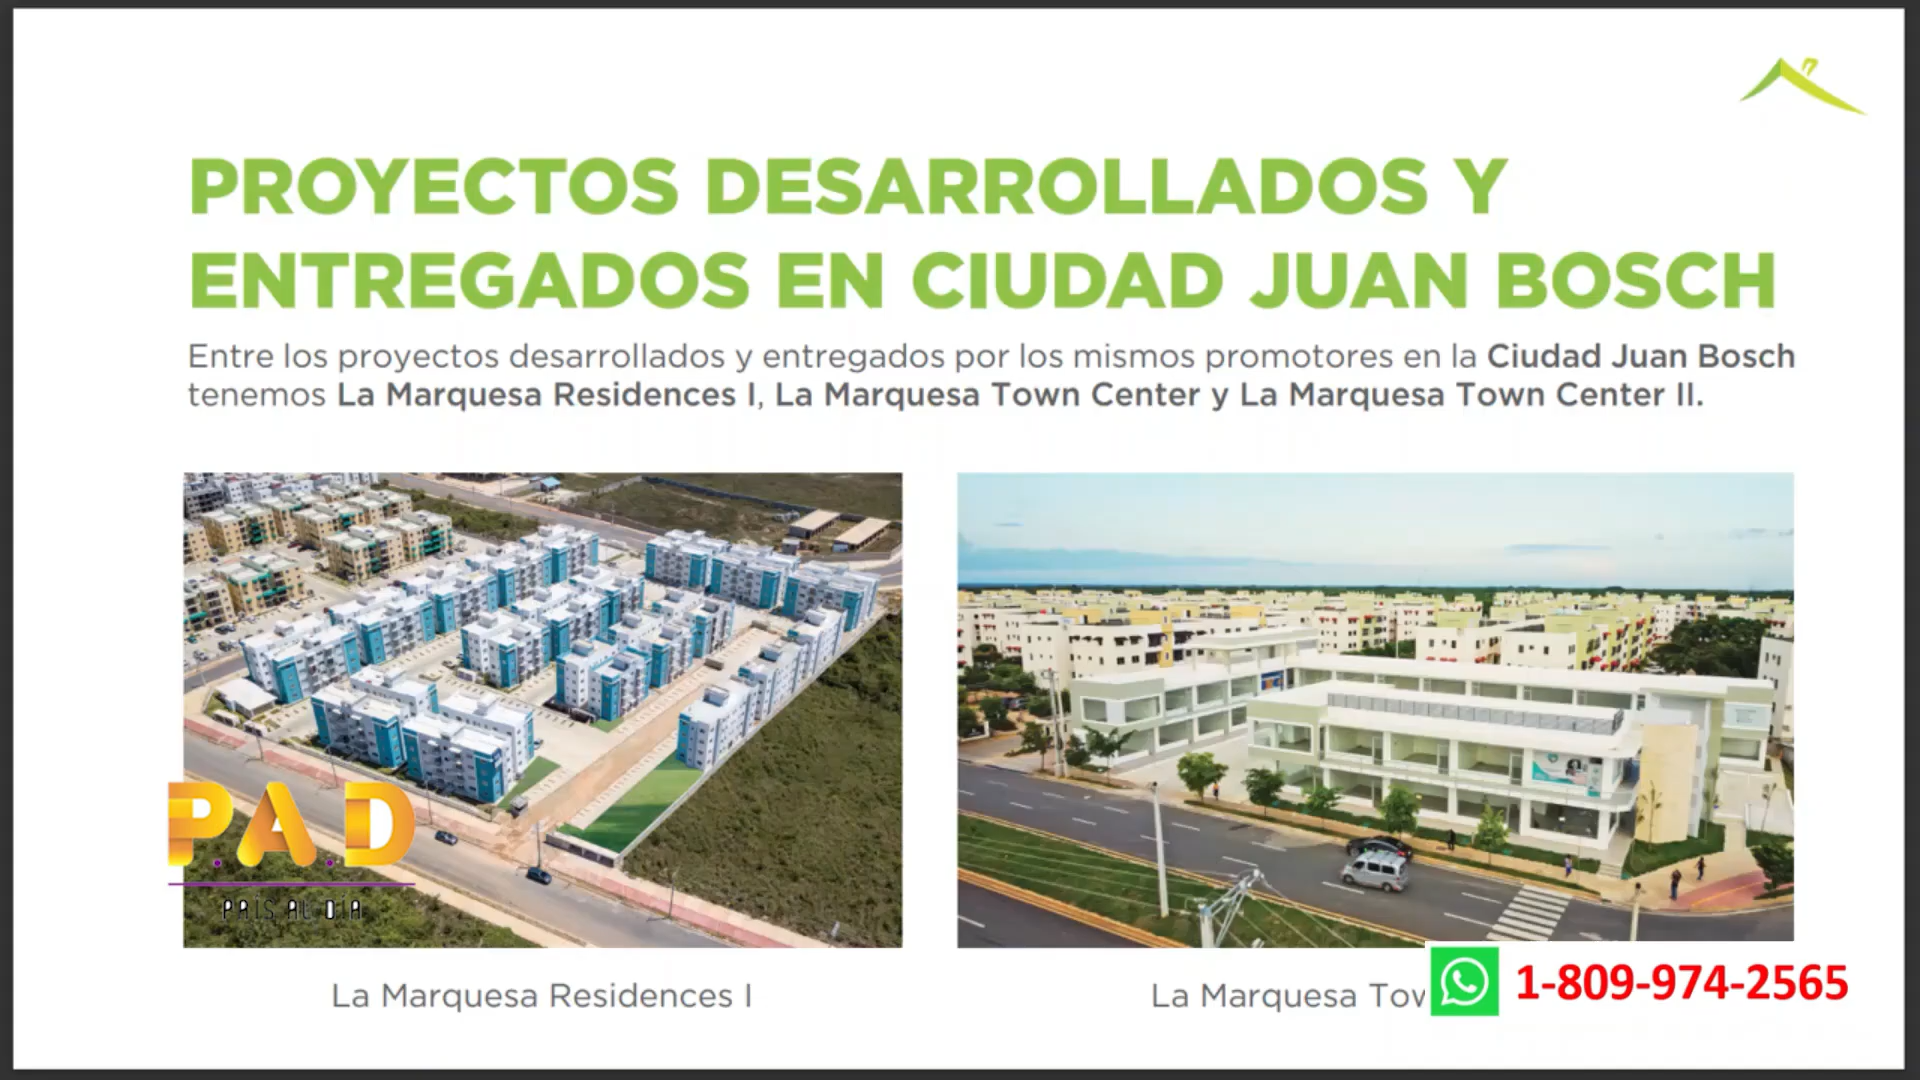 PROYECTOS DESARROLLADOS Y
ENTREGADOS EN CIUDAD JUAN BOSCH
Entre los proyectos desarrollados y entregados por los mismos promotores en la Ciudad Juan Bosch
tenemos La Marquesa Residences I, La Marquesa Town Center y La Marquesa Town Center II.
P.A.D
PAÍS AL DÍA
La Marquesa Residences I
La Marquesa Tow
1-809-974-2565